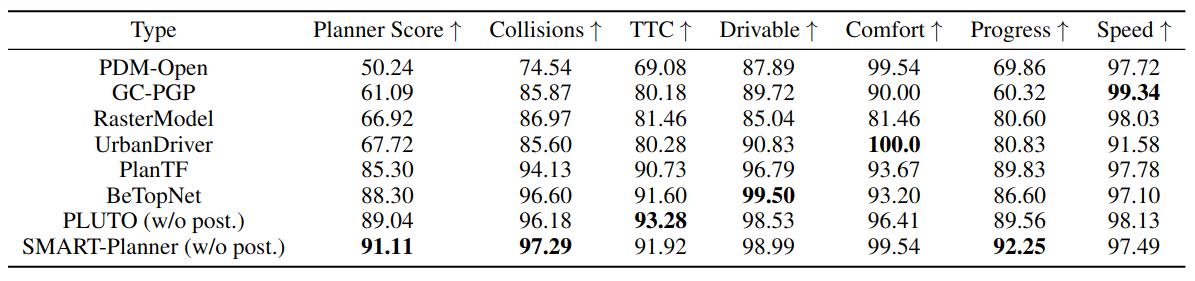 Type Planner Score ↑ Collisions ↑ TTC ↑ Drivable ↑ Comfort ↑ Progress ↑ Speed ↑
PDM-Open 50.24 74.54 69.08 87.89 99.54 69.86 97.72
GC-PGP 61.09 85.87 80.18 89.72 90.00 60.32 99.34
RasterModel 66.92 86.97 81.46 85.04 81.46 80.60 98.03
UrbanDriver 67.72 85.60 80.28 90.83 100.0 80.83 91.58
PlanTF 85.30 94.13 90.73 96.79 93.67 89.83 97.78
BeTopNet 88.30 96.60 91.60 99.50 93.20 86.60 97.10
PLUTO (w/o post.) 89.04 96.18 93.28 98.53 96.41 89.56 98.13
SMART-Planner (w/o post.) 91.11 97.29 91.92 98.99 99.54 92.25 97.49